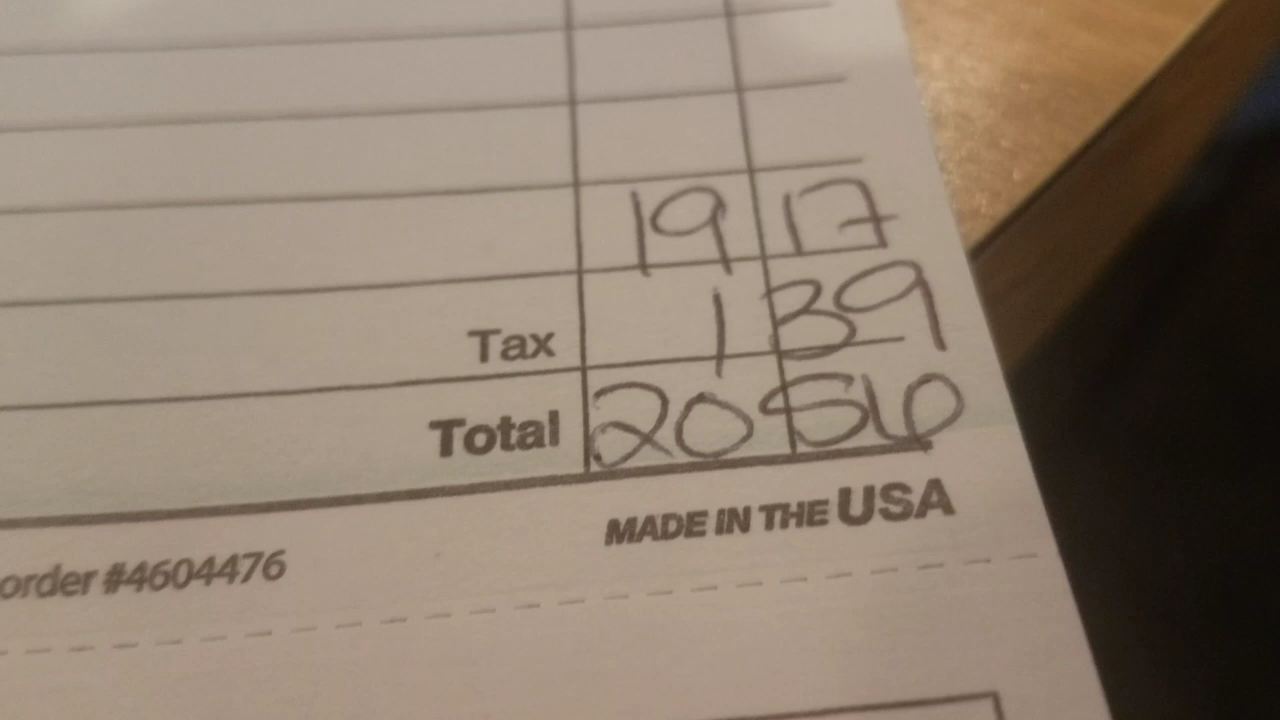 19 17
Tax 1 39
Total 20 56
MADE IN THE USA
order #4604476